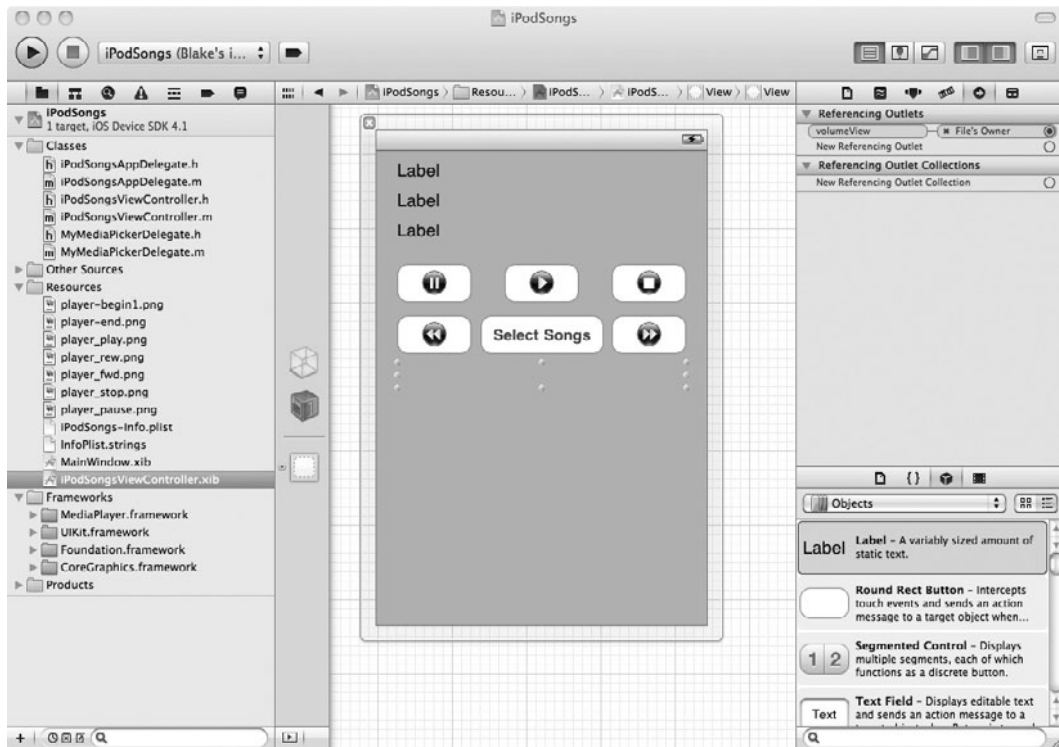 iPodSongs
iPodSongs (Blake's i...
iPodSongs
Resou...
iPodS...
iPodS...
View
View
iPodSongs
1 target, iOS Device SDK 4.1
Classes
h iPodSongsAppDelegate.h
m iPodSongsAppDelegate.m
h iPodSongsViewController.h
m iPodSongsViewController.m
h MyMediaPickerDelegate.h
m MyMediaPickerDelegate.m
Other Sources
Resources
player-begin1.png
player-end.png
player_play.png
player_rew.png
player_fwd.png
player_stop.png
player_pause.png
iPodSongs-Info.plist
InfoPlist.strings
MainWindow.xib
iPodSongsViewController.xib
Frameworks
MediaPlayer.framework
UIKit.framework
Foundation.framework
CoreGraphics.framework
Products
Label
Label
Label
Select Songs
Referencing Outlets
volumeView
File's Owner
New Referencing Outlet
Referencing Outlet Collections
New Referencing Outlet Collection
{}
Objects
Label
Label – A variably sized amount of
static text.
Round Rect Button – Intercepts
touch events and sends an action
message to a target object when...
1 2
Segmented Control – Displays
multiple segments, each of which
functions as a discrete button.
Text
Text Field – Displays editable text
and sends an action message to a